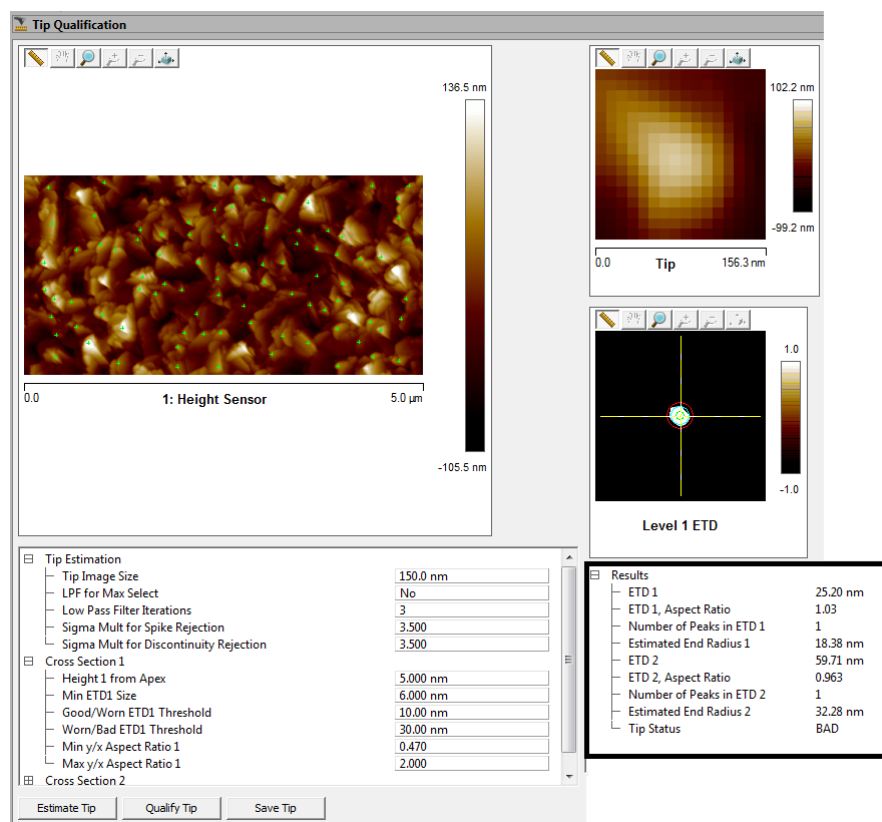 Tip Qualification
136.5 nm
-105.5 nm
0.0
1: Height Sensor
5.0 µm
102.2 nm
-99.2 nm
0.0
Tip
156.3 nm
1.0
-1.0
Level 1 ETD
Tip Estimation
Tip Image Size 150.0 nm
LPF for Max Select No
Low Pass Filter Iterations 3
Sigma Mult for Spike Rejection 3.500
Sigma Mult for Discontinuity Rejection 3.500
Cross Section 1
Height 1 from Apex 5.000 nm
Min ETD1 Size 6.000 nm
Good/Worn ETD1 Threshold 10.00 nm
Worn/Bad ETD1 Threshold 30.00 nm
Min y/x Aspect Ratio 1 0.470
Max y/x Aspect Ratio 1 2.000
Cross Section 2
Results
ETD 1 25.20 nm
ETD 1, Aspect Ratio 1.03
Number of Peaks in ETD 1 1
Estimated End Radius 1 18.38 nm
ETD 2 59.71 nm
ETD 2, Aspect Ratio 0.963
Number of Peaks in ETD 2 1
Estimated End Radius 2 32.28 nm
Tip Status BAD
Estimate Tip
Qualify Tip
Save Tip